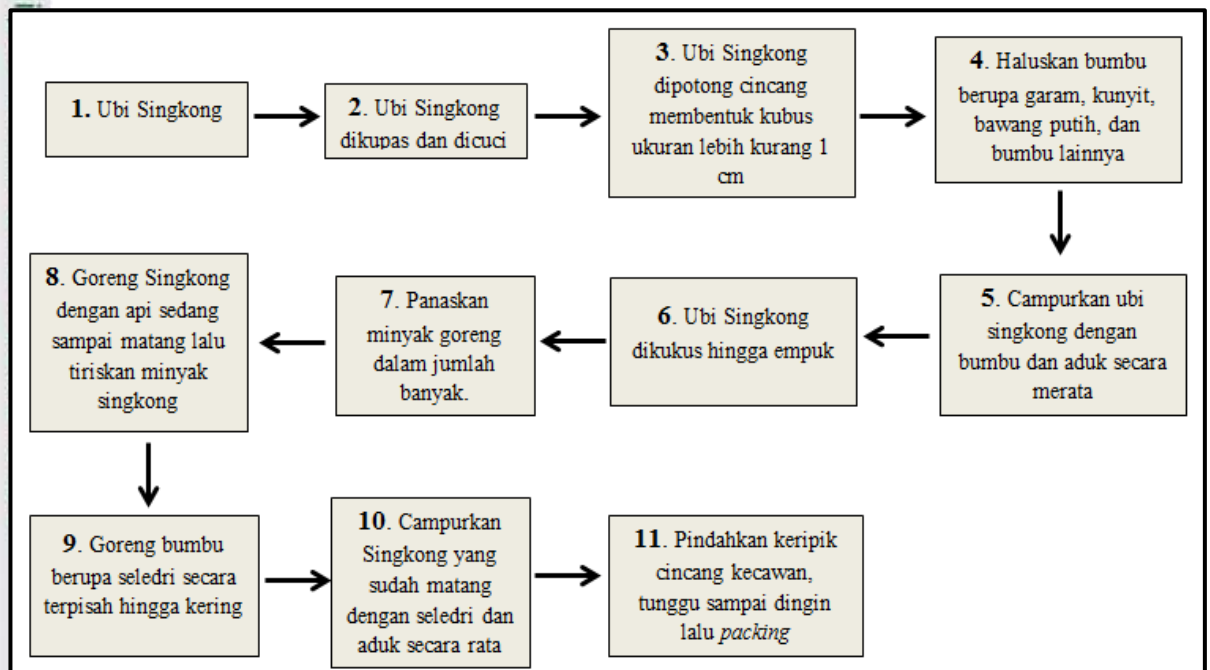 1. Ubi Singkong
2. Ubi Singkong
dikupas dan dicuci
3. Ubi Singkong
dipotong cincang
membentuk kubus
ukuran lebih kurang 1
cm
4. Haluskan bumbu
berupa garam, kunyit,
bawang putih, dan
bumbu lainnya
5. Campurkan ubi
singkong dengan
bumbu dan aduk secara
merata
6. Ubi Singkong
dikukus hingga empuk
7. Panaskan
minyak goreng
dalam jumlah
banyak.
8. Goreng Singkong
dengan api sedang
sampai matang lalu
tiriskan minyak
singkong
9. Goreng bumbu
berupa seledri secara
terpisah hingga kering
10. Campurkan
Singkong yang
sudah matang
dengan seledri dan
aduk secara rata
11. Pindahkan keripik
cincang kecawan,
tunggu sampai dingin
lalu packing